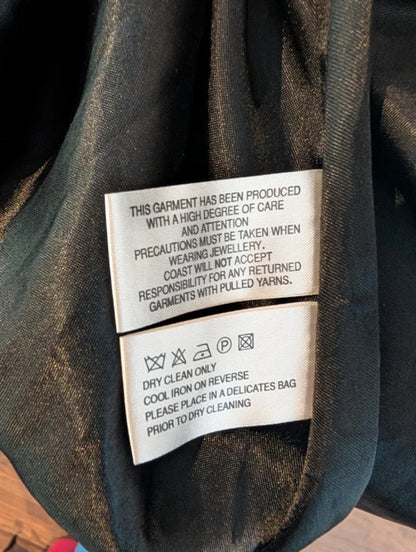 THIS GARMENT HAS BEEN PRODUCED
WITH A HIGH DEGREE OF CARE
AND ATTENTION
PRECAUTIONS MUST BE TAKEN WHEN
WEARING JEWELLERY.
COAST WILL NOT ACCEPT
RESPONSIBILITY FOR ANY RETURNED
GARMENTS WITH PULLED YARNS.
P
DRY CLEAN ONLY
COOL IRON ON REVERSE
PLEASE PLACE IN A DELICATES BAG
PRIOR TO DRY CLEANING